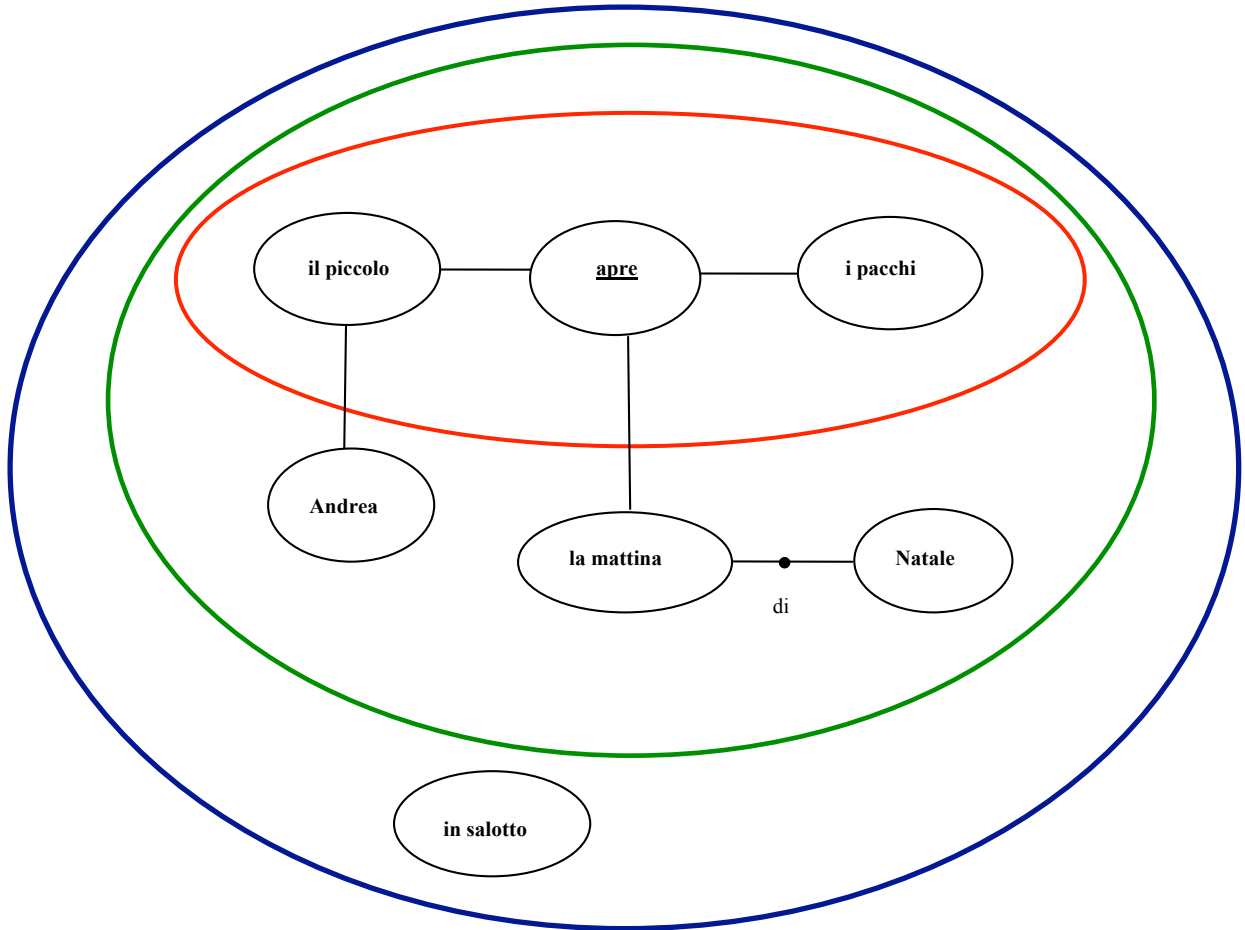 il piccolo
apre
i pacchi
Andrea
la mattina
Natale
di
in salotto